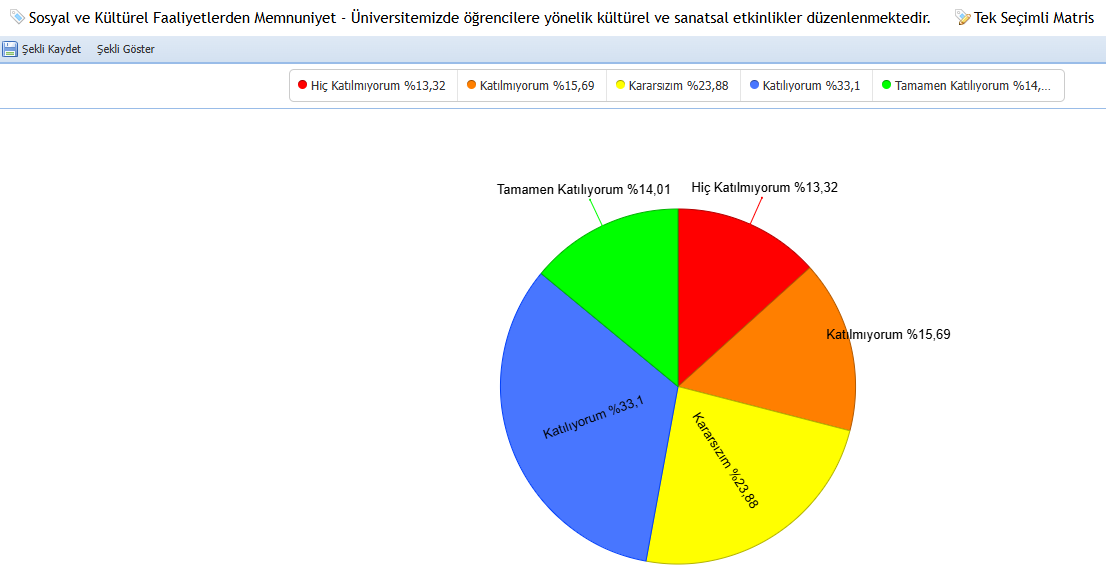 Sosyal ve Kültürel Faaliyetlerden Memnuniyet - Üniversitemizde öğrencilere yönelik kültürel ve sanatsal etkinlikler düzenlenmektedir. Tek Seçimli Matris
Şekli Kaydet Şekli Göster
Hiç Katılmıyorum %13,32 Katılmıyorum %15,69 Kararsızım %23,88 Katılıyorum %33,1 Tamamen Katılıyorum %14,...
Tamamen Katılıyorum %14,01
Hiç Katılmıyorum %13,32
Katılmıyorum %15,69
Katılıyorum %33,1
Kararsızım %23,88